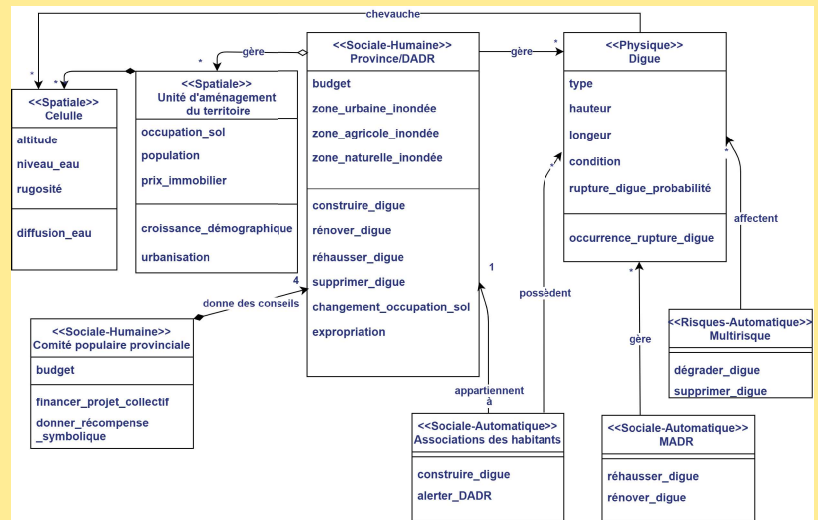 chevauche
gère
*
*
*
<<Spatiale>>
Celulle
altitude
niveau_eau
rugosité
diffusion_eau
<<Spatiale>>
Unité d'aménagement
du territoire
occupation_sol
population
prix_immobilier
croissance_démographique
urbanisation
<<Sociale-Humaine>>
Province/DADR
budget
zone_urbaine_inondée
zone_agricole_inondée
zone_naturelle_inondée
construire_digue
rénover_digue
réhausser_digue
supprimer_digue
changement_occupation_sol
expropriation
gère
*
<<Physique>>
Digue
type
hauteur
longeur
condition
rupture_digue_probabilité
occurrence_rupture_digue
4
donne des conseils
1
*
possèdent
*
affectent
*
gère
appartiennent
à
<<Sociale-Humaine>>
Comité populaire provinciale
budget
financer_projet_collectif
donner_récompense
_symbolique
<<Risques-Automatique>>
Multirisque
dégrader_digue
supprimer_digue
<<Sociale-Automatique>>
Associations des habitants
construire_digue
alerter_DADR
<<Sociale-Automatique>>
MADR
réhausser_digue
rénover_digue